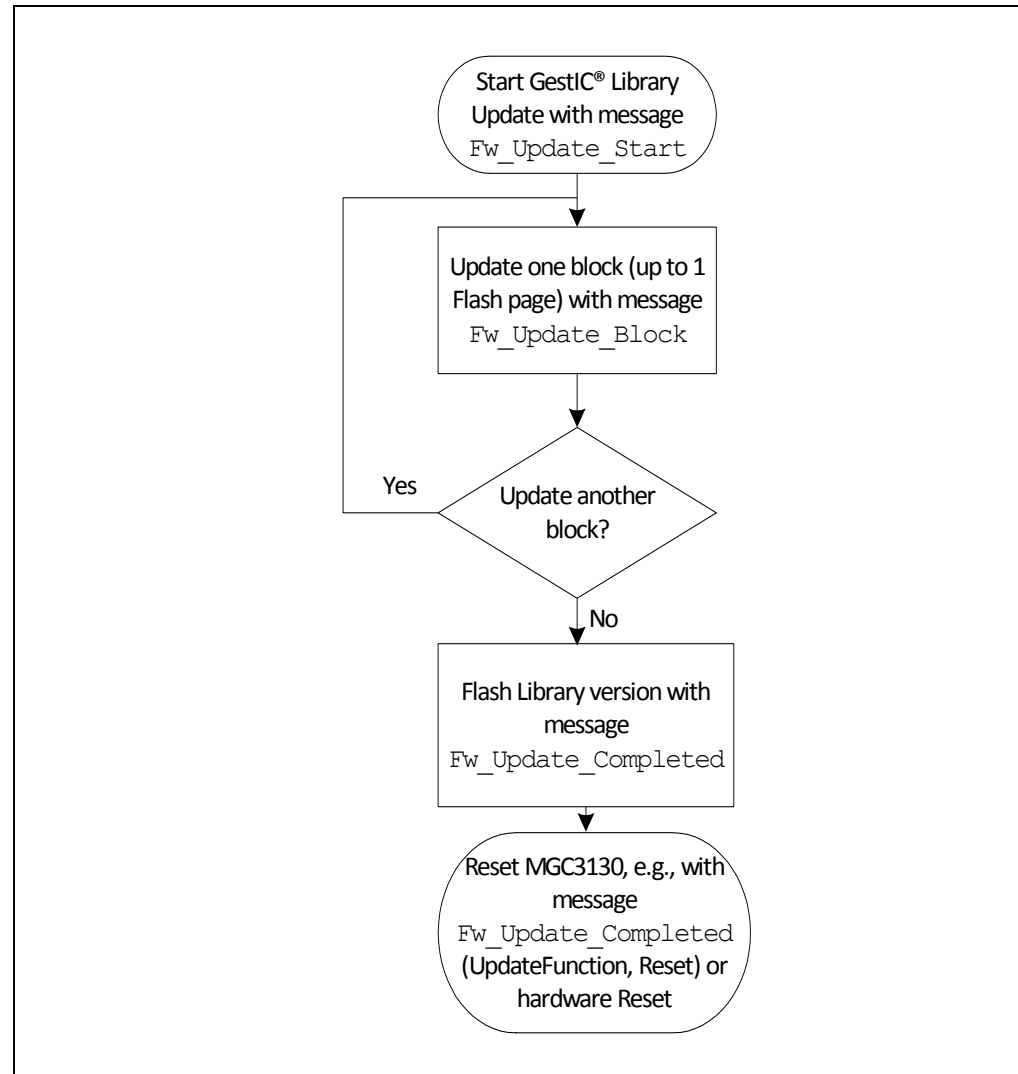 Start GestIC® Library
Update with message
Fw_Update_Start
Update one block (up to 1
Flash page) with message
Fw_Update_Block
Yes
Update another
block?
No
Flash Library version with
message
Fw_Update_Completed
Reset MGC3130, e.g., with
message
Fw_Update_Completed
(UpdateFunction, Reset) or
hardware Reset